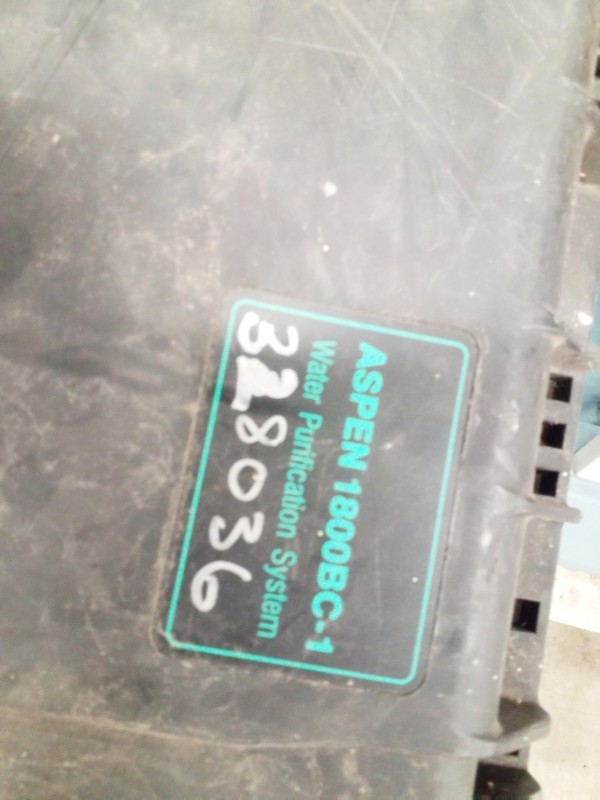 ASPEN 1800BC-1
Water Purification System
328036